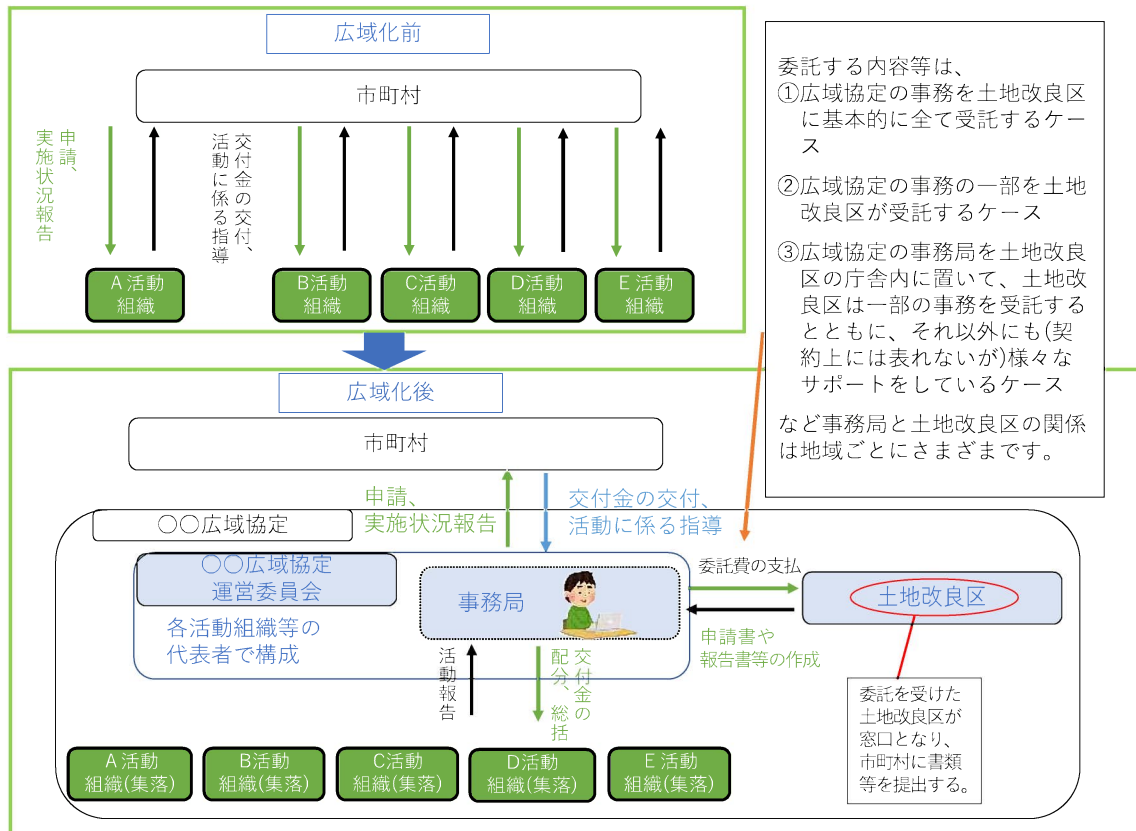 広域化前
市町村
申請、
実施状況報告
交付金の交付、
活動に係る指導
A 活動
組織
B活動
組織
C活動
組織
D活動
組織
E 活動
組織
委託する内容等は、
①広域協定の事務を土地改良区
に基本的に全て受託するケー
ス
②広域協定の事務の一部を土地
改良区が受託するケース
③広域協定の事務局を土地改良
区の庁舎内に置いて、土地改
良区は一部の事務を受託する
とともに、それ以外にも(契
約上には表れないが)様々な
サポートをしているケース
など事務局と土地改良区の関係
は地域ごとにさまざまです。
広域化後
市町村
申請、
実施状況報告
交付金の交付、
活動に係る指導
〇〇広域協定
〇〇広域協定
運営委員会
各活動組織等の
代表者で構成
事務局
委託費の支払
土地改良区
申請書や
報告書等の作成
活動報告
交付金の
配分、総括
委託を受けた
土地改良区が
窓口となり、
市町村に書類
等を提出する。
A 活動
組織(集落)
B活動
組織(集落)
C活動
組織(集落)
D活動
組織(集落)
E 活動
組織(集落)